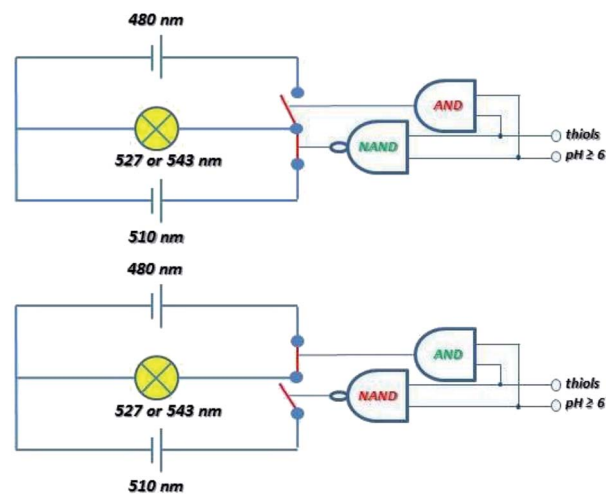 480 nm
AND
thiols
527 or 543 nm
NAND
pH ≥ 6
510 nm
480 nm
AND
thiols
527 or 543 nm
NAND
pH ≥ 6
510 nm